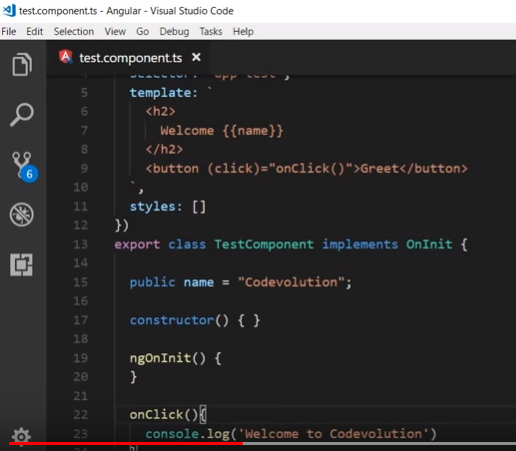 test.component.ts - Angular - Visual Studio Code
File Edit Selection View Go Debug Tasks Help
test.component.ts ×
4 selector: 'app-test',
5 template: `
6 <h2>
7 Welcome {{name}}
8 </h2>
9 <button (click)="onClick()">Greet</button>
10 `,
11 styles: []
12 })
13 export class TestComponent implements OnInit {
14
15 public name = "Codevolution";
16
17 constructor() { }
18
19 ngOnInit() {
20 }
21
22 onClick(){
23 console.log('Welcome to Codevolution')
6